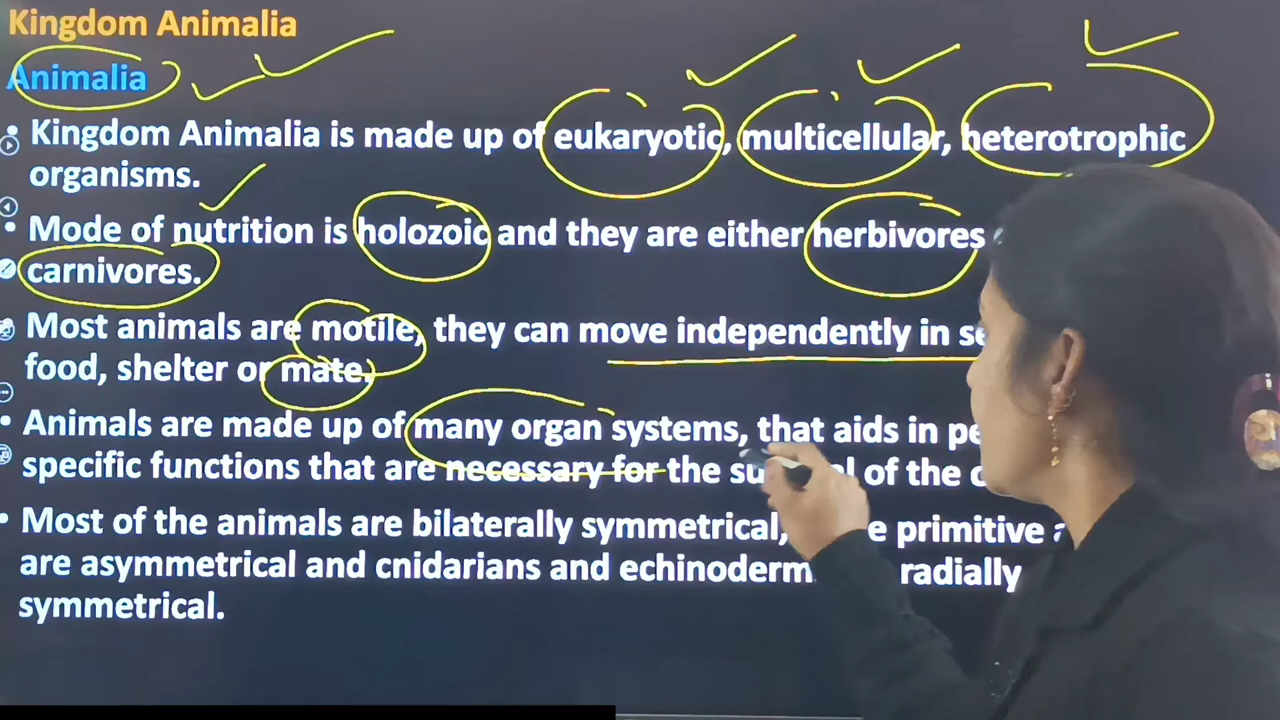 Kingdom Animalia
Animalia
• Kingdom Animalia is made up of eukaryotic, multicellular, heterotrophic
organisms.
• Mode of nutrition is holozoic and they are either herbivores
carnivores.
Most animals are motile, they can move independently in
food, shelter or mate.
• Animals are made up of many organ systems, that aids in
specific functions that are necessary for the of the
• Most of the animals are bilaterally symmetrical, primitive
are asymmetrical and cnidarians and echinoderm radially
symmetrical.